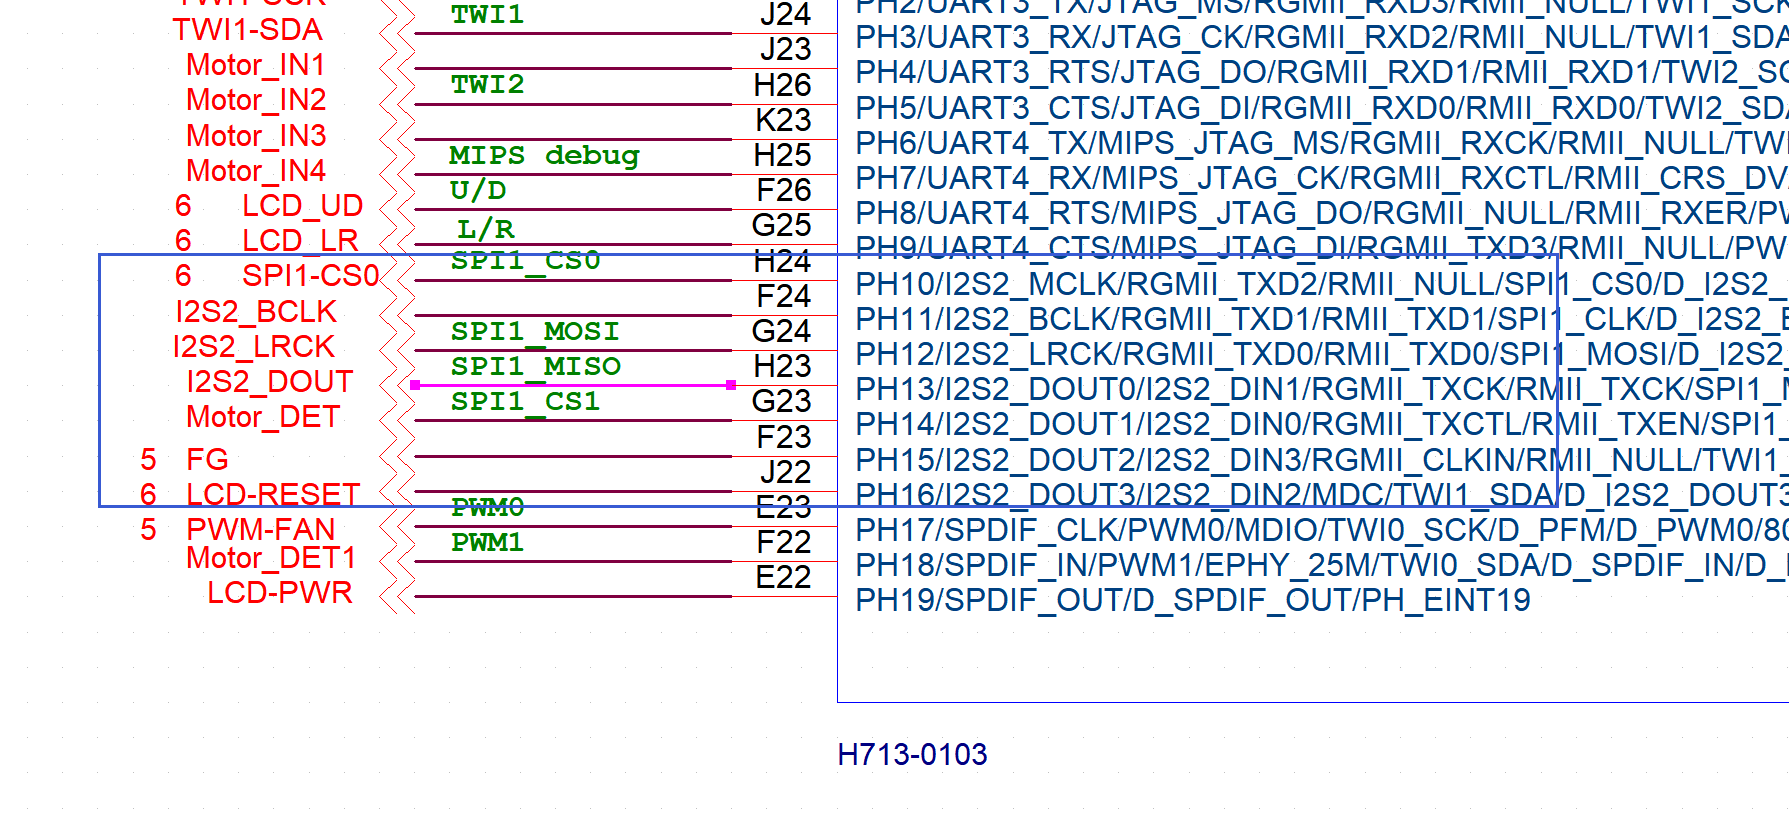 TWI1 J24 PH2/UART3_TX/JTAG_MS/RGMII_RXD3/RMII_NULL/TWI1_SCK
TWI1-SDA J23 PH3/UART3_RX/JTAG_CK/RGMII_RXD2/RMII_NULL/TWI1_SDA
Motor_IN1 TWI2 H26 PH4/UART3_RTS/JTAG_DO/RGMII_RXD1/RMII_RXD1/TWI2_SC
Motor_IN2 K23 PH5/UART3_CTS/JTAG_DI/RGMII_RXD0/RMII_RXD0/TWI2_SDA
Motor_IN3 MIPS debug H25 PH6/UART4_TX/MIPS_JTAG_MS/RGMII_RXCK/RMII_NULL/TWI
Motor_IN4 U/D F26 PH7/UART4_RX/MIPS_JTAG_CK/RGMII_RXCTL/RMII_CRS_DV/
6 LCD_UD L/R G25 PH8/UART4_RTS/MIPS_JTAG_DO/RGMII_NULL/RMII_RXER/PW
6 LCD_LR SPI1_CS0 H24 PH9/UART4_CTS/MIPS_JTAG_DI/RGMII_TXD3/RMII_NULL/PW
6 SPI1-CS0 F24 PH10/I2S2_MCLK/RGMII_TXD2/RMII_NULL/SPI1_CS0/D_I2S2_
I2S2_BCLK SPI1_MOSI G24 PH11/I2S2_BCLK/RGMII_TXD1/RMII_TXD1/SPI1_CLK/D_I2S2_B
I2S2_LRCK SPI1_MISO H23 PH12/I2S2_LRCK/RGMII_TXD0/RMII_TXD0/SPI1_MOSI/D_I2S2_
I2S2_DOUT SPI1_CS1 G23 PH13/I2S2_DOUT0/I2S2_DIN1/RGMII_TXCK/RMII_TXCK/SPI1_M
Motor_DET F23 PH14/I2S2_DOUT1/I2S2_DIN0/RGMII_TXCTL/RMII_TXEN/SPI1_
5 FG J22 PH15/I2S2_DOUT2/I2S2_DIN3/RGMII_CLKIN/RMII_NULL/TWI1_
6 LCD-RESET PWM0 E23 PH16/I2S2_DOUT3/I2S2_DIN2/MDC/TWI1_SDA/D_I2S2_DOUT3
5 PWM-FAN PWM1 F22 PH17/SPDIF_CLK/PWM0/MDIO/TWI0_SCK/D_PFM/D_PWM0/80
Motor_DET1 E22 PH18/SPDIF_IN/PWM1/EPHY_25M/TWI0_SDA/D_SPDIF_IN/D_
LCD-PWR PH19/SPDIF_OUT/D_SPDIF_OUT/PH_EINT19
H713-0103